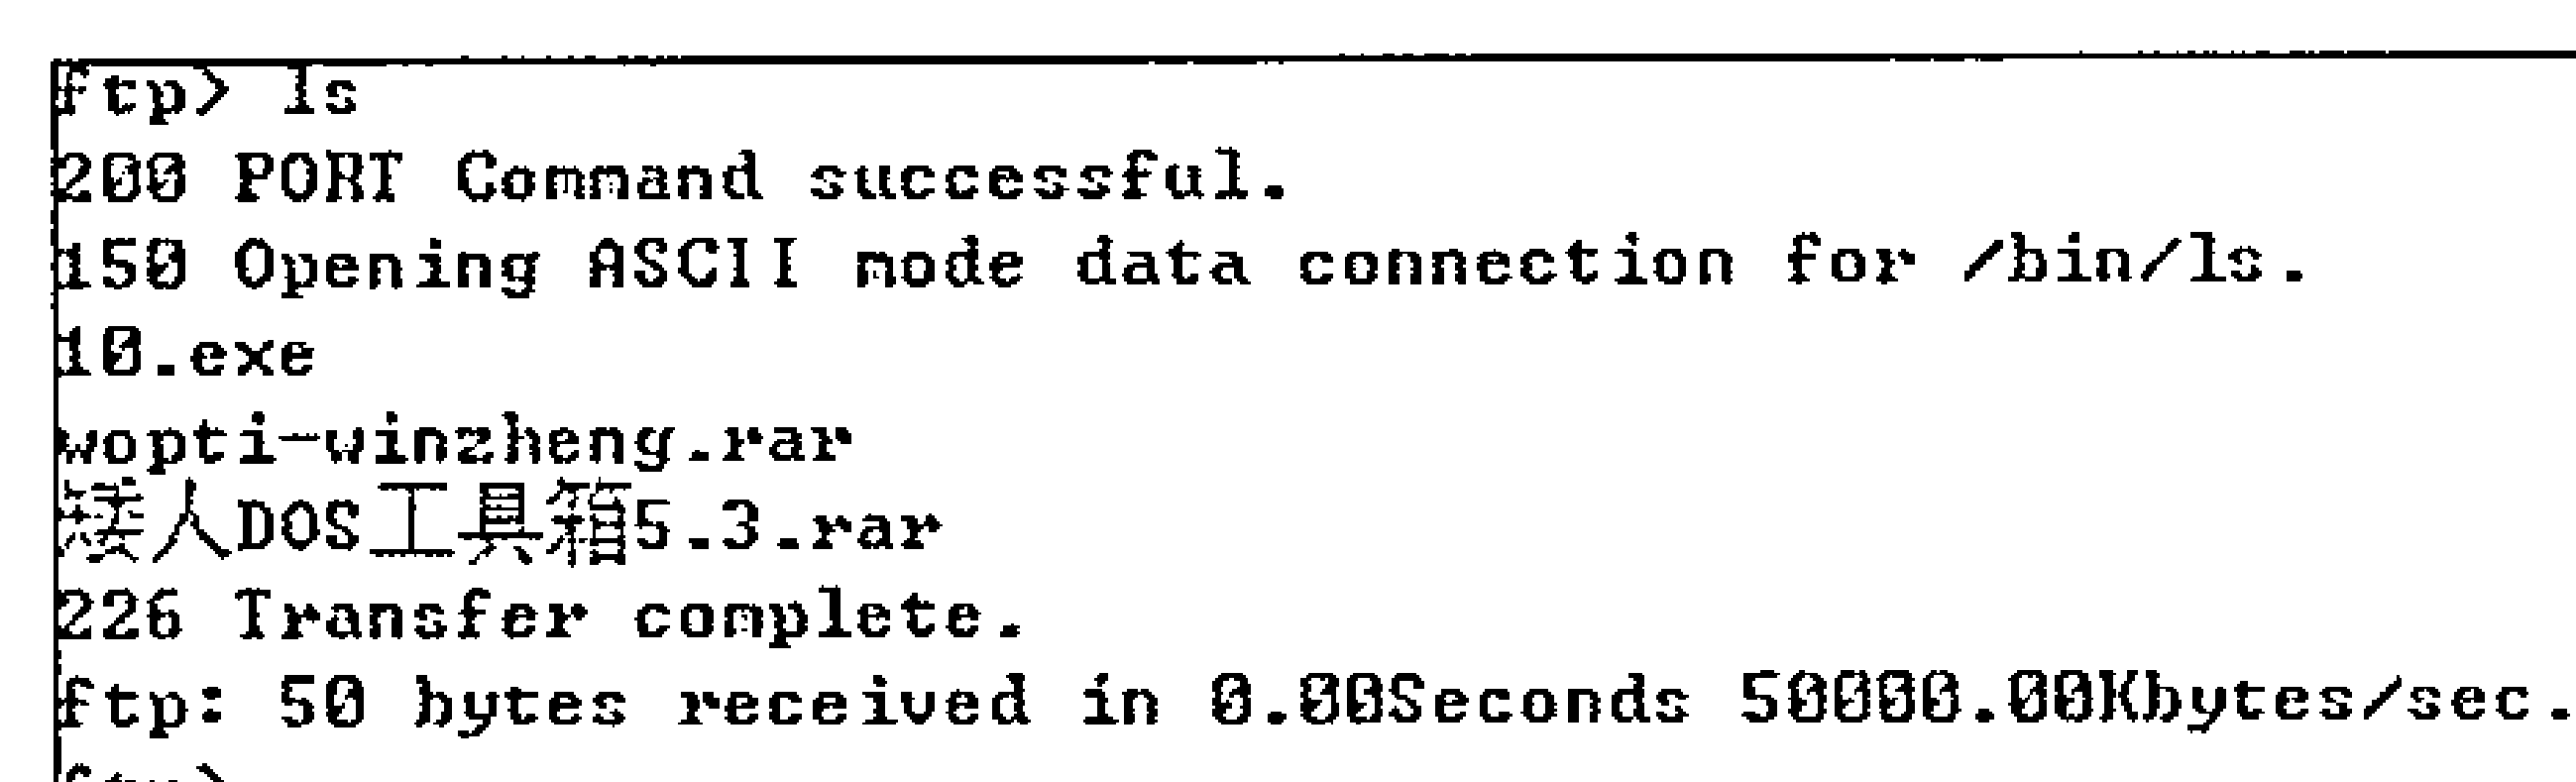 ftp> ls
200 PORT Command successful.
150 Opening ASCII mode data connection for /bin/ls.
10.exe
wopti-winzheng.rar
矮人DOS工具箱5.3.rar
226 Transfer complete.
ftp: 50 bytes received in 0.00Seconds 50000.00Kbytes/sec.
ftp>